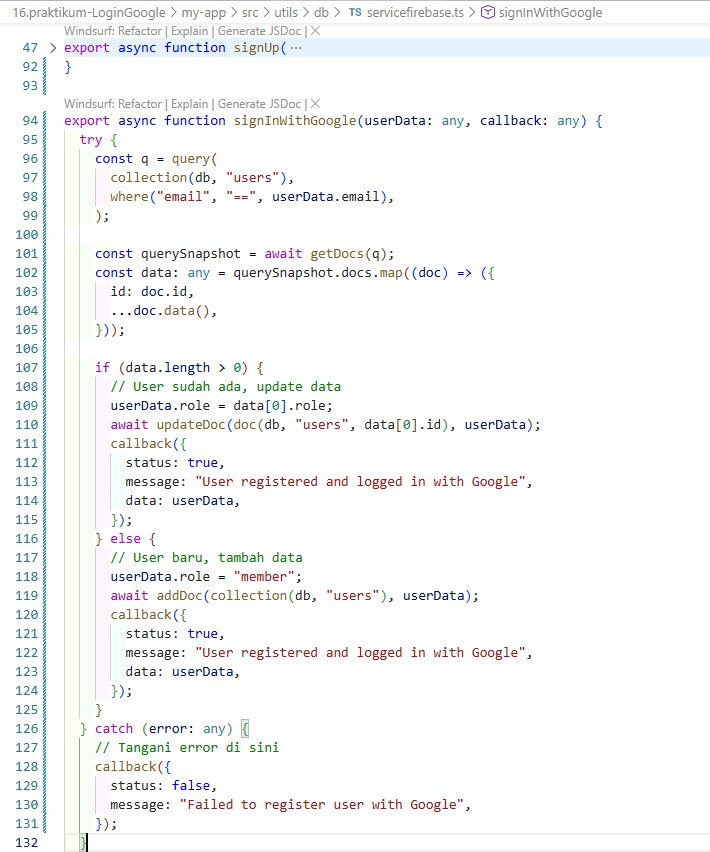 16.praktikum-LoginGoogle > my-app > src > utils > db > TS servicefirebase.ts > signInWithGoogle
Windsurf: Refactor | Explain | Generate JSDoc | X
47 > export async function signUp( ...
92 }
93
Windsurf: Refactor | Explain | Generate JSDoc | X
94 export async function signInWithGoogle(userData: any, callback: any) {
95 try {
96 const q = query(
97 collection(db, "users"),
98 where("email", "==", userData.email),
99 );
100
101 const querySnapshot = await getDocs(q);
102 const data: any = querySnapshot.docs.map((doc) => ({
103 id: doc.id,
104 ...doc.data(),
105 }));
106
107 if (data.length > 0) {
108 // User sudah ada, update data
109 userData.role = data[0].role;
110 await updateDoc(doc(db, "users", data[0].id), userData);
111 callback({
112 status: true,
113 message: "User registered and logged in with Google",
114 data: userData,
115 });
116 } else {
117 // User baru, tambah data
118 userData.role = "member";
119 await addDoc(collection(db, "users"), userData);
120 callback({
121 status: true,
122 message: "User registered and logged in with Google",
123 data: userData,
124 });
125 }
126 } catch (error: any) {
127 // Tangani error di sini
128 callback({
129 status: false,
130 message: "Failed to register user with Google",
131 });
132 }